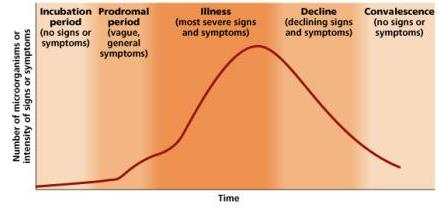 Incubation
period
(no signs or
symptoms)
Prodromal
period
(vague,
general
symptoms)
Illness
(most severe signs
and symptoms)
Decline
(declining signs
and symptoms)
Convalescence
(no signs or
symptoms)
Number of microorganisms or
intensity of signs or symptoms
Time